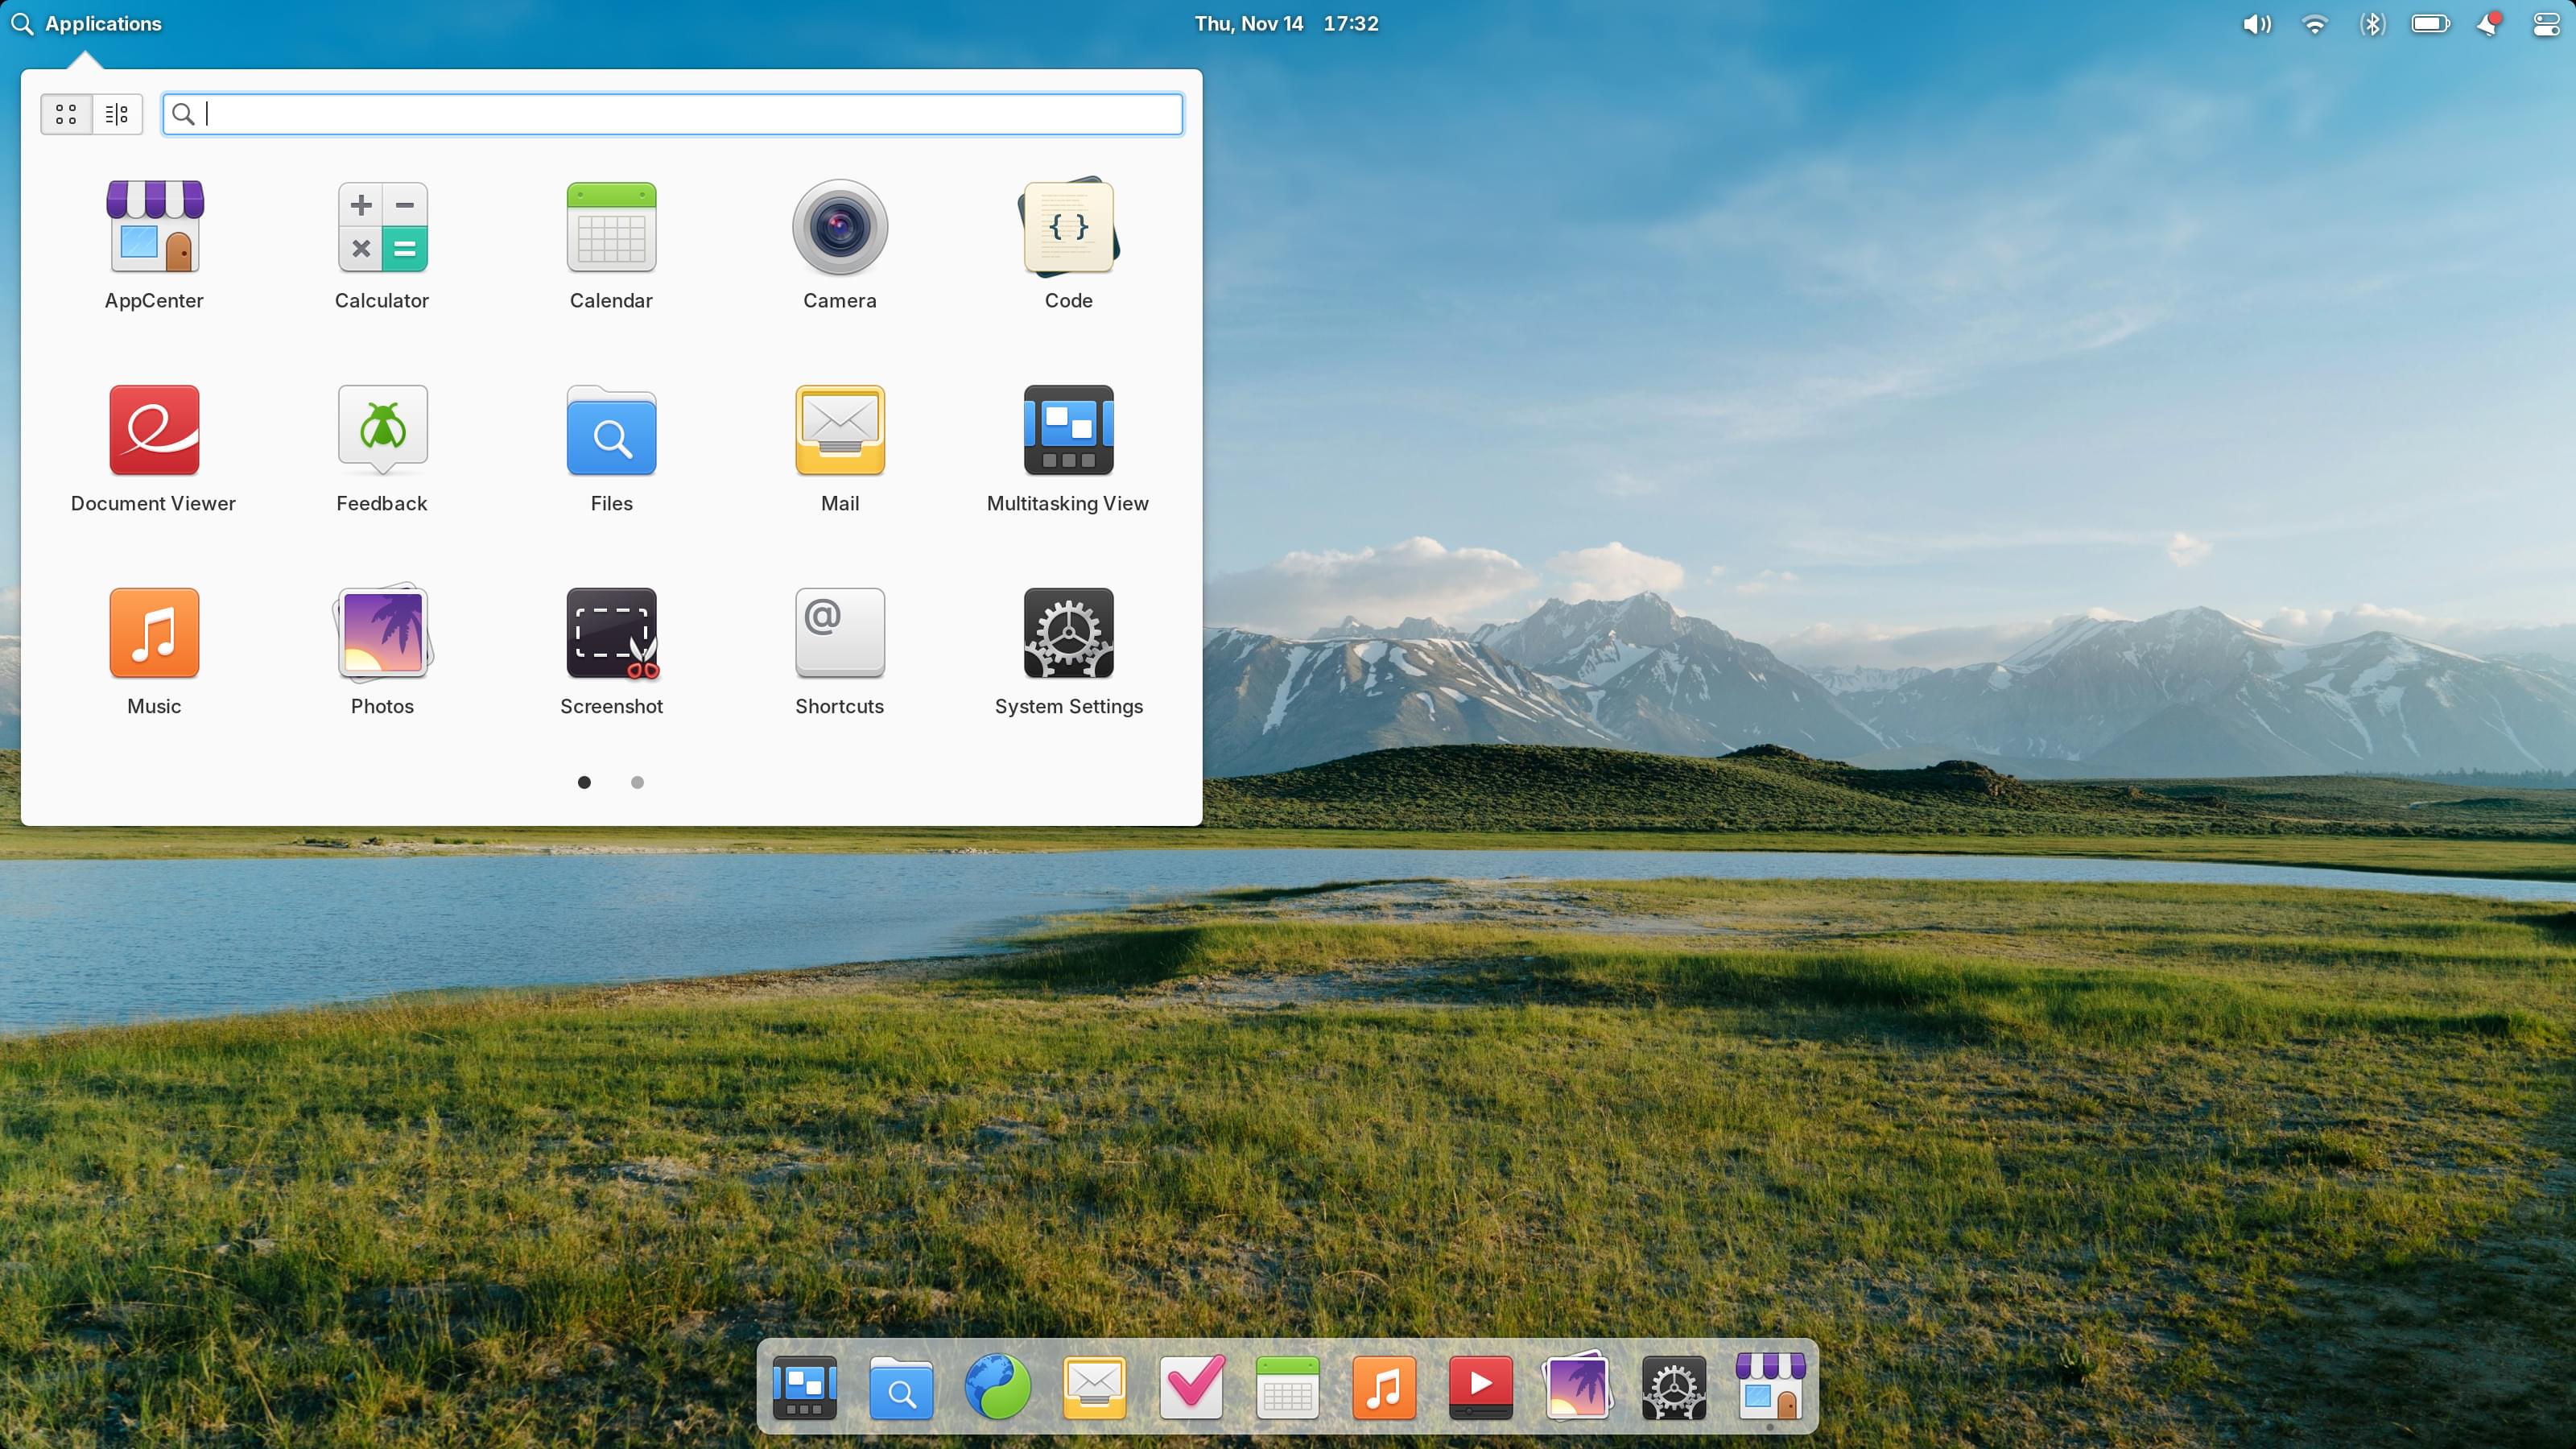 Applications
Thu, Nov 14 17:32
AppCenter
Calculator
Calendar
Camera
Code
Document Viewer
Feedback
Files
Mail
Multitasking View
Music
Photos
Screenshot
Shortcuts
System Settings